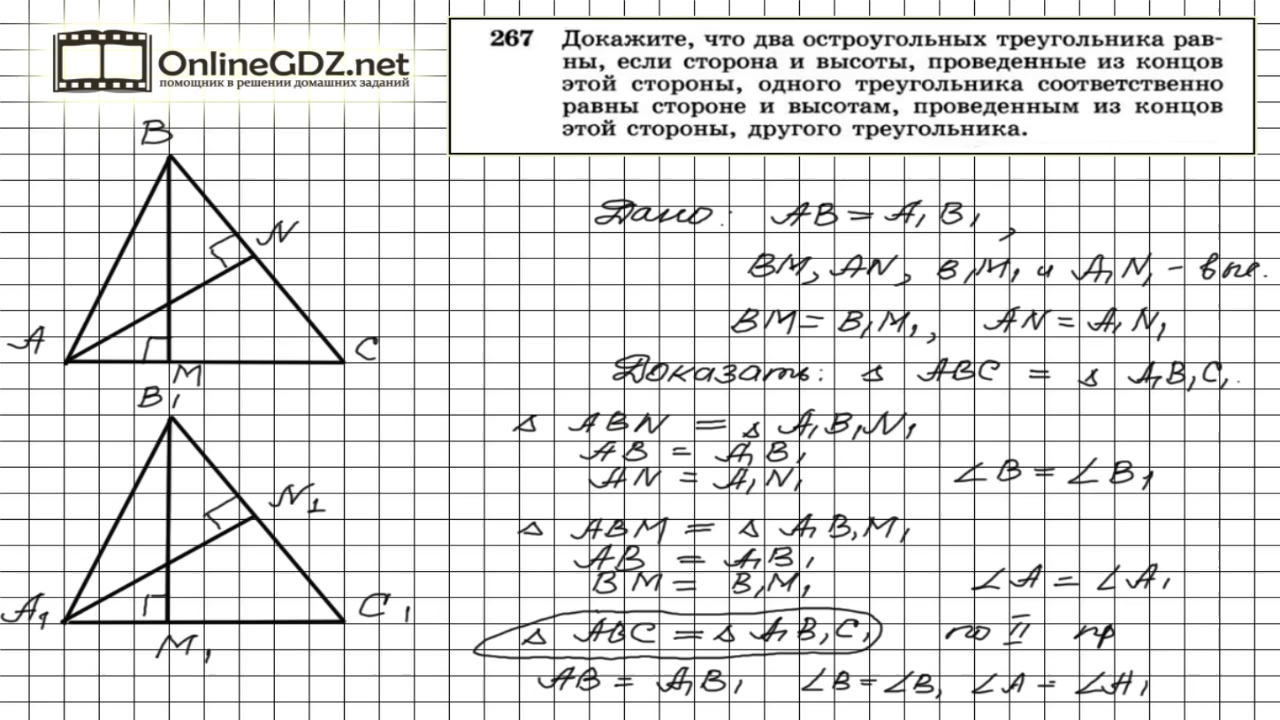 OnlineGDZ.net
помощник в решении домашних заданий
267 Докажите, что два остроугольных треугольника рав-
ны, если сторона и высоты, проведенные из концов
этой стороны, одного треугольника соответственно
равны стороне и высотам, проведенным из концов
этой стороны, другого треугольника.
B
N
A
C
M
B₁
N₁
A₁
C₁
M₁
Дано: AB = A₁B₁,
BM, AN, B₁M₁ и A₁N₁ - выс.
BM = B₁M₁, AN = A₁N₁
Доказать: ▵ ABC = ▵ A₁B₁C₁.
▵ ABN = ▵ A₁B₁N₁
AB = A₁B₁
AN = A₁N₁
∠B = ∠B₁
▵ ABM = ▵ A₁B₁M₁
AB = A₁B₁
BM = B₁M₁
∠A = ∠A₁
▵ ABC = ▵ A₁B₁C₁ по II пр
AB = A₁B₁ ∠B = ∠B₁ ∠A = ∠A₁